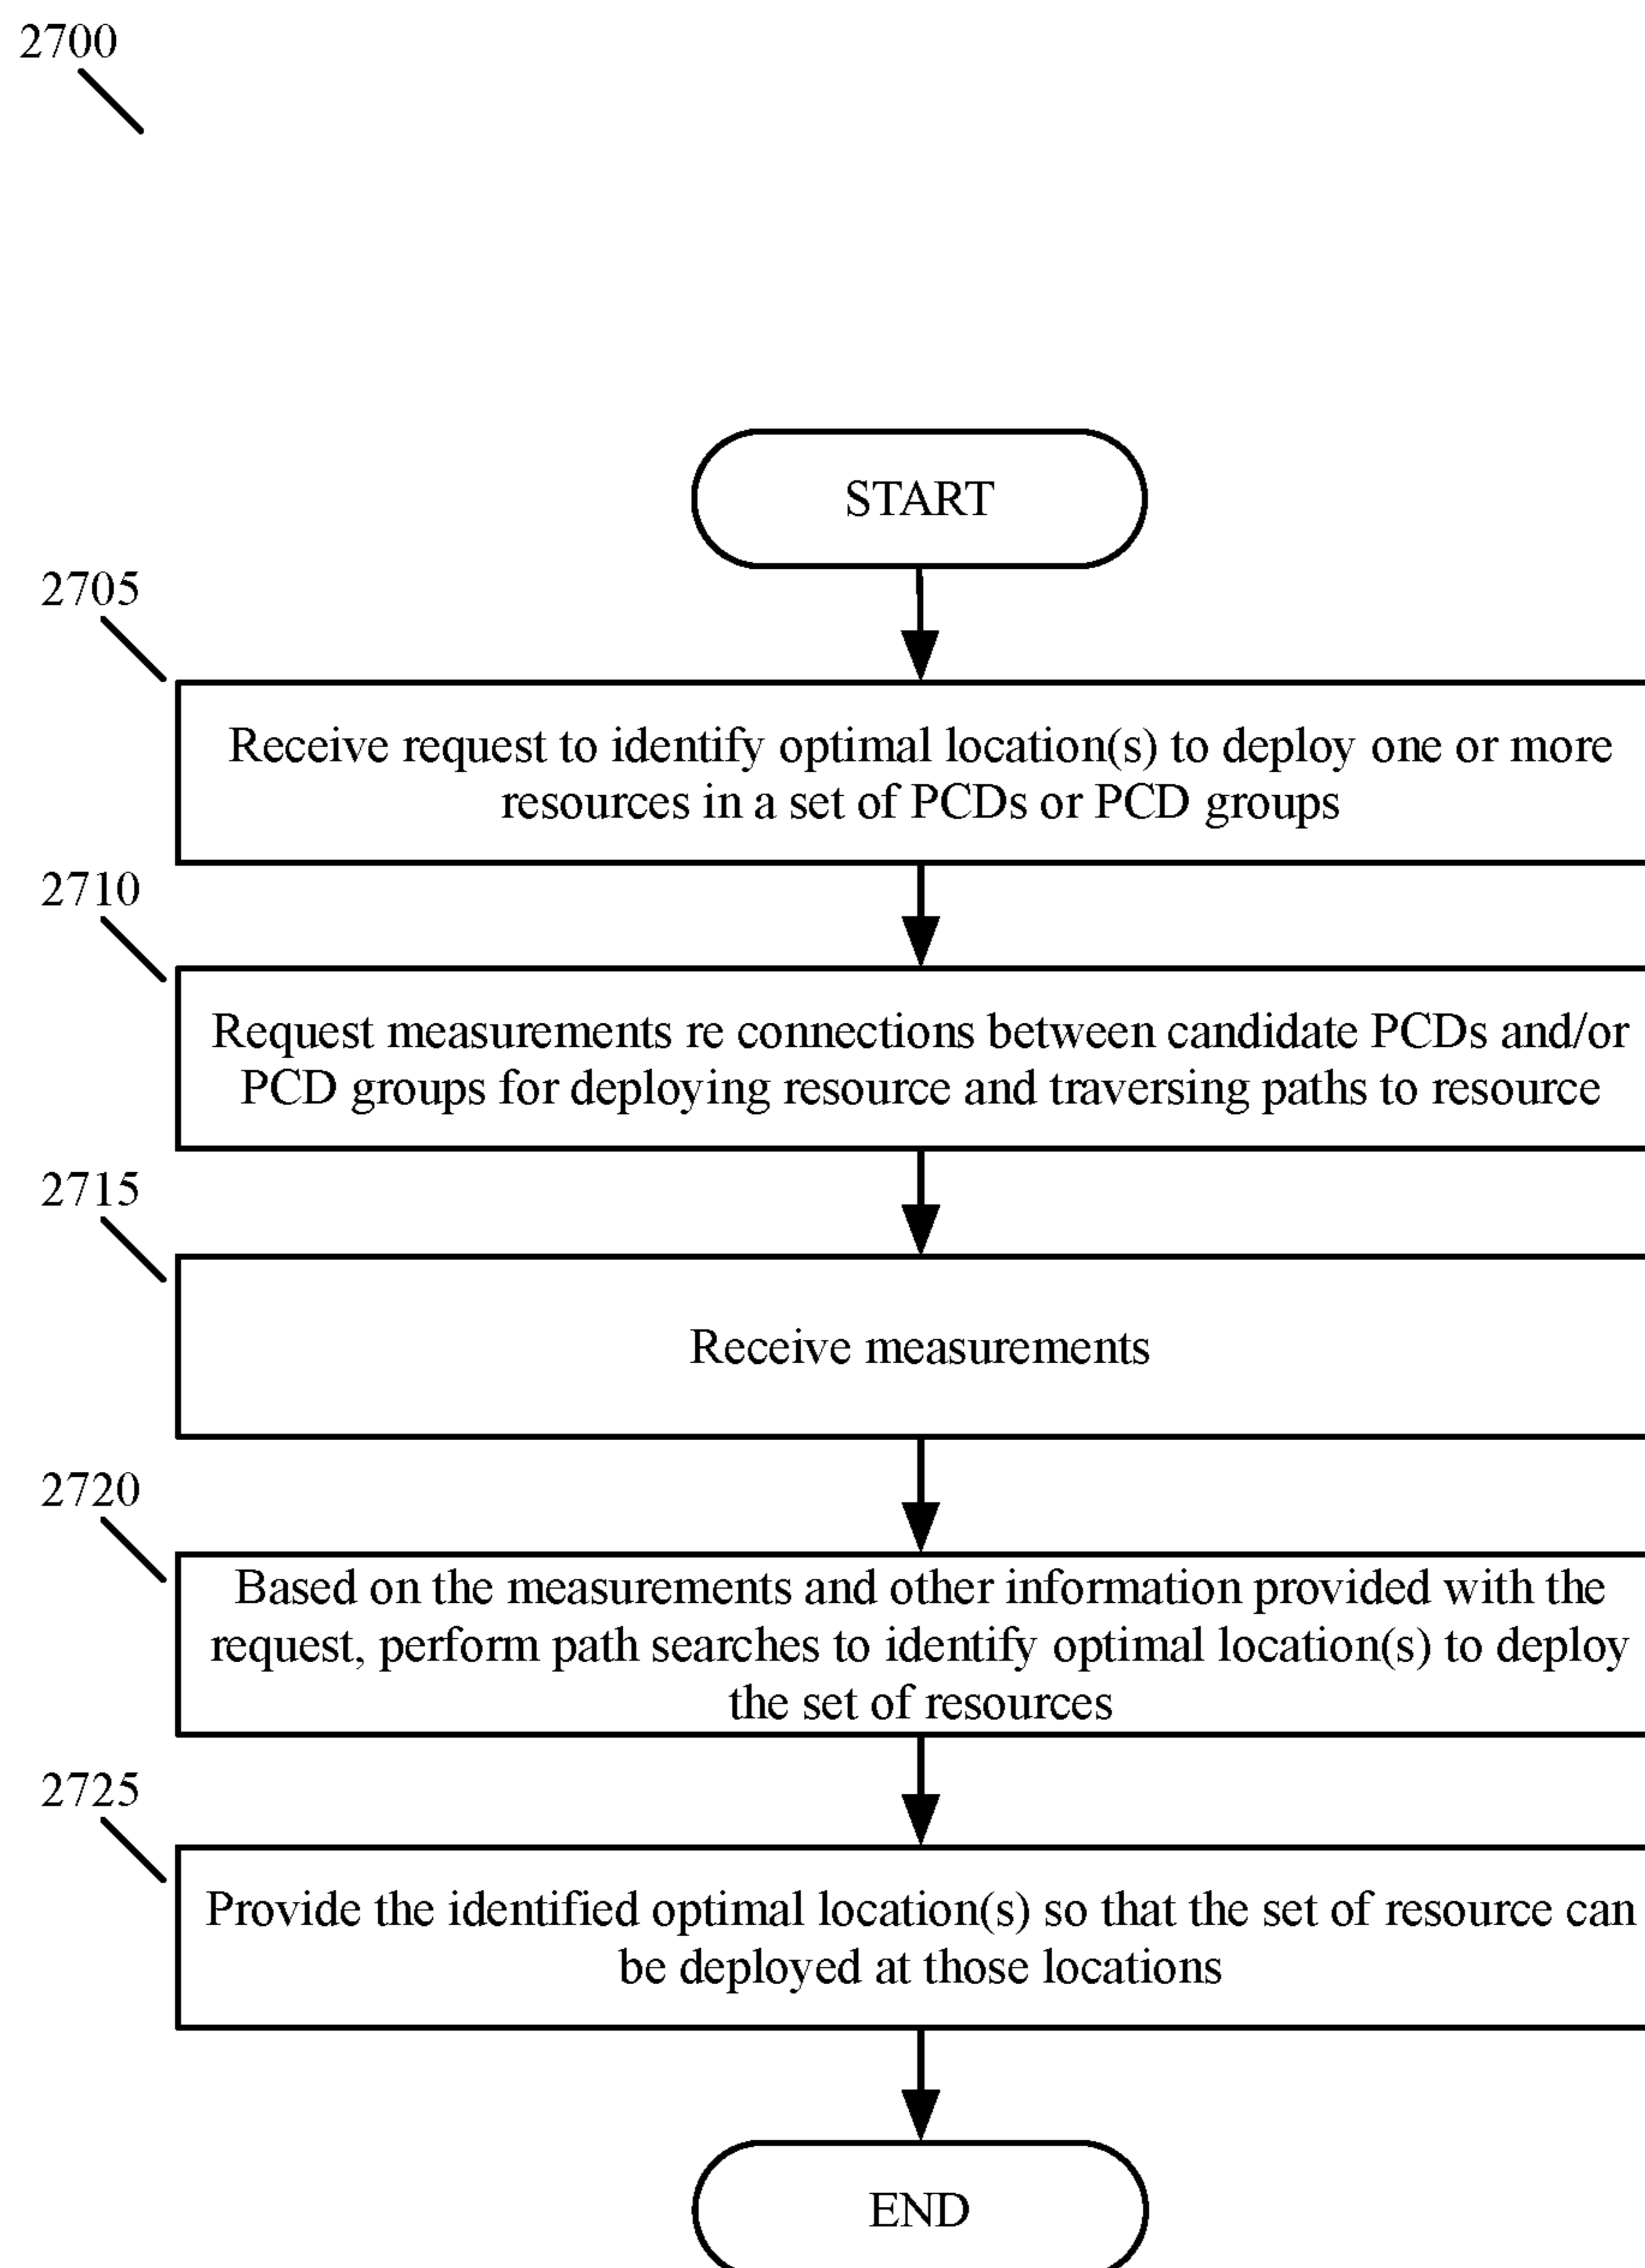 2700
START
2705
Receive request to identify optimal location(s) to deploy one or more
resources in a set of PCDs or PCD groups
2710
Request measurements re connections between candidate PCDs and/or
PCD groups for deploying resource and traversing paths to resource
2715
Receive measurements
2720
Based on the measurements and other information provided with the
request, perform path searches to identify optimal location(s) to deploy
the set of resources
2725
Provide the identified optimal location(s) so that the set of resource can
be deployed at those locations
END